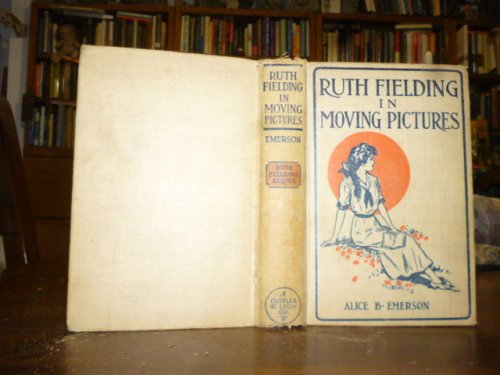 RUTH
FIELDING
IN
MOVING
PICTURES
EMERSON
RUTH
FIELDING
SERIES
CUPPLES
& LEON
CO.
RUTH FIELDING
IN
MOVING PICTURES
ALICE B. EMERSON